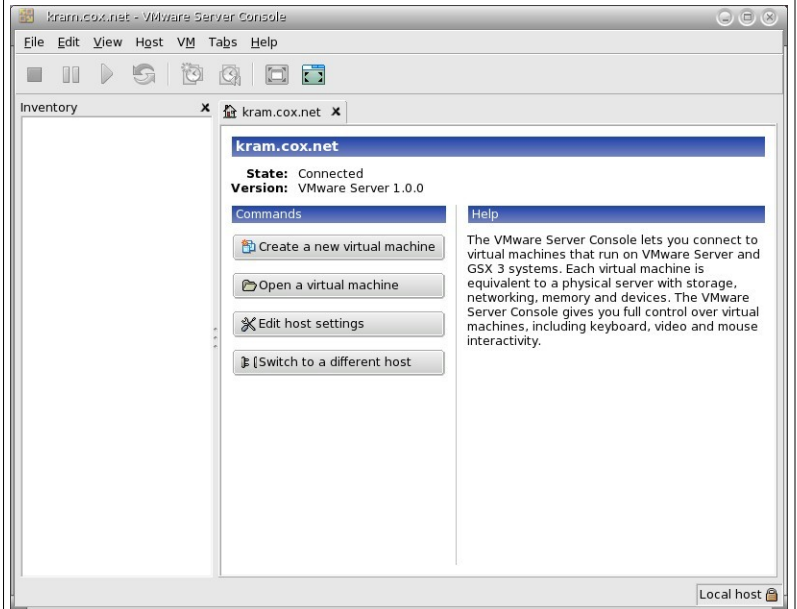 kram.cox.net - VMware Server Console
File Edit View Host VM Tabs Help
Inventory
kram.cox.net
kram.cox.net
State: Connected
Version: VMware Server 1.0.0
Commands
Create a new virtual machine
Open a virtual machine
Edit host settings
Switch to a different host
Help
The VMware Server Console lets you connect to
virtual machines that run on VMware Server and
GSX 3 systems. Each virtual machine is
equivalent to a physical server with storage,
networking, memory and devices. The VMware
Server Console gives you full control over virtual
machines, including keyboard, video and mouse
interactivity.
Local host